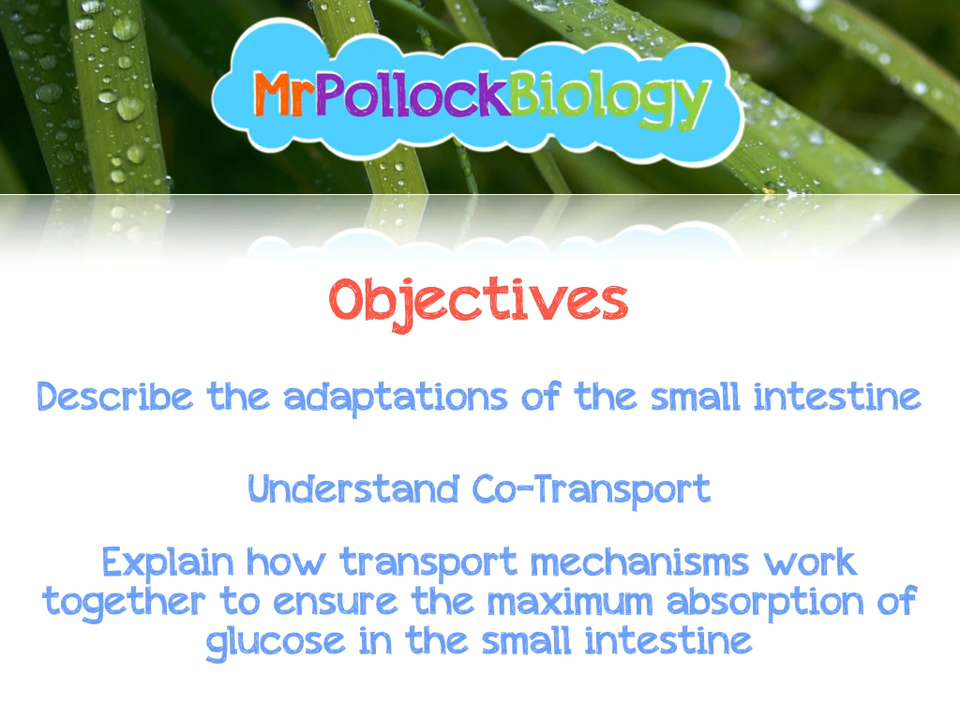 MrPollockBiology
Objectives
Describe the adaptations of the small intestine
Understand Co-Transport
Explain how transport mechanisms work
together to ensure the maximum absorption of
glucose in the small intestine